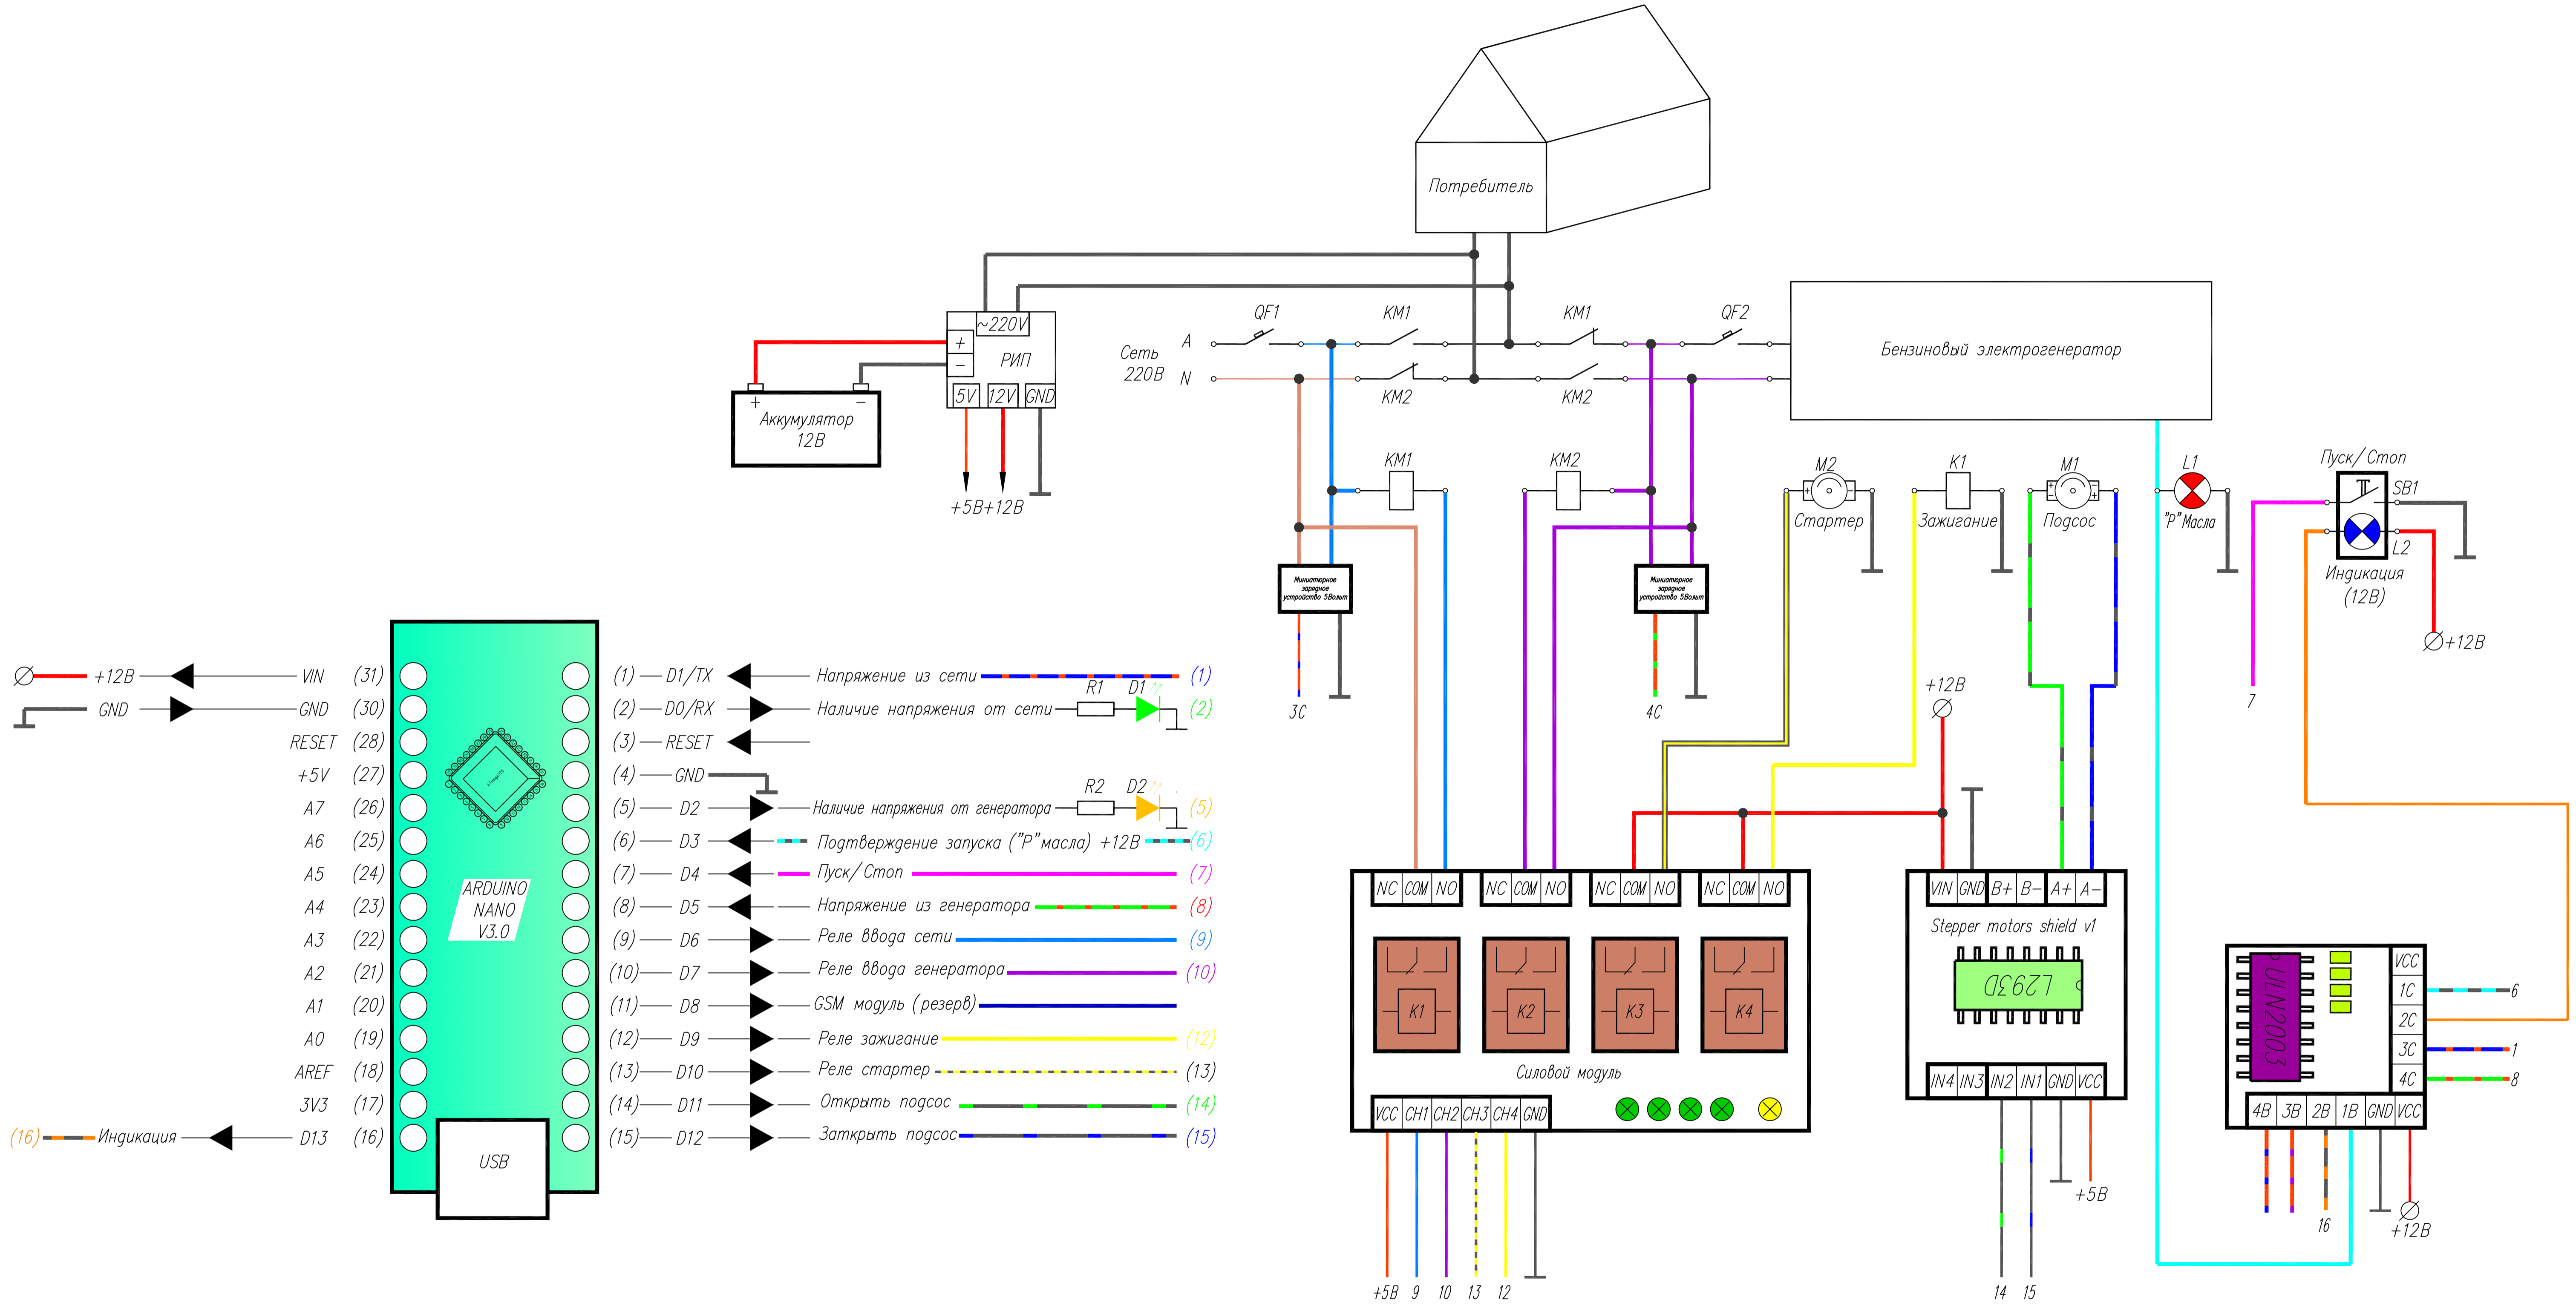 Потребитель
~220V
+
–
РИП
5V
12V
GND
+5В
+12В
+
–
Аккумулятор
12В
Сеть
220В
A
N
QF1
KM1
KM1
QF2
KM2
KM2
Бензиновый электрогенератор
KM1
KM2
M2
+
-
Стартер
K1
Зажигание
M1
Подсос
L1
"P" Масла
Пуск/Стоп
SB1
L2
Индикация
(12В)
+12В
7
Миниатюрное
зарядное
устройство 5Вольт
3C
Миниатюрное
зарядное
устройство 5Вольт
4C
+12В
+12В
VIN
(31)
GND
GND
(30)
RESET
(28)
+5V
(27)
A7
(26)
A6
(25)
A5
(24)
A4
(23)
A3
(22)
A2
(21)
A1
(20)
A0
(19)
AREF
(18)
3V3
(17)
(16)
Индикация
D13
(16)
ARDUINO
NANO
V3.0
USB
(1)
D1/TX
Напряжение из сети
(1)
(2)
D0/RX
Наличие напряжения от сети
R1
D1
(2)
(3)
RESET
(4)
GND
(5)
D2
Наличие напряжения от генератора
R2
D2
(5)
(6)
D3
Подтверждение запуска ("P"масла) +12В
(6)
(7)
D4
Пуск/Стоп
(7)
(8)
D5
Напряжение из генератора
(8)
(9)
D6
Реле ввода сети
(9)
(10)
D7
Реле ввода генератора
(10)
(11)
D8
GSM модуль (резерв)
(12)
D9
Реле зажигание
(12)
(13)
D10
Реле стартер
(13)
(14)
D11
Открыть подсос
(14)
(15)
D12
Заткрыть подсос
(15)
NC COM NO
NC COM NO
NC COM NO
NC COM NO
K1
K2
K3
K4
Силовой модуль
VCC CH1 CH2 CH3 CH4 GND
+5В 9 10 13 12
VIN GND B+ B– A+ A–
Stepper motors shield v1
L293D
IN4 IN3 IN2 IN1 GND VCC
+5В
14 15
ULN2003
VCC
1C
6
2C
3C
1
4C
8
4B 3B 2B 1B GND VCC
16
+12В